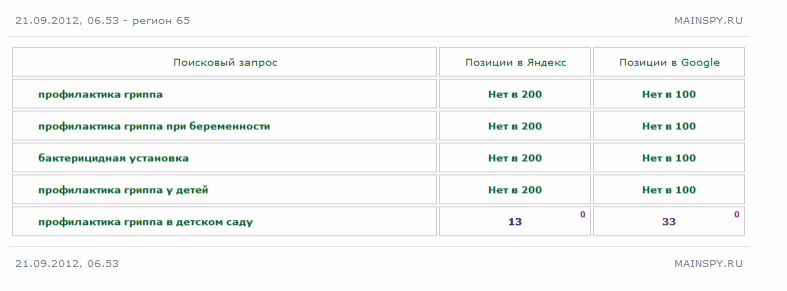 21.09.2012, 06.53 - регион 65 MAINSPY.RU
Поисковый запрос Позиции в Яндекс Позиции в Google
профилактика гриппа Нет в 200 Нет в 100
профилактика гриппа при беременности Нет в 200 Нет в 100
бактерицидная установка Нет в 200 Нет в 100
профилактика гриппа у детей Нет в 200 Нет в 100
профилактика гриппа в детском саду 13 0 33 0
21.09.2012, 06.53 MAINSPY.RU